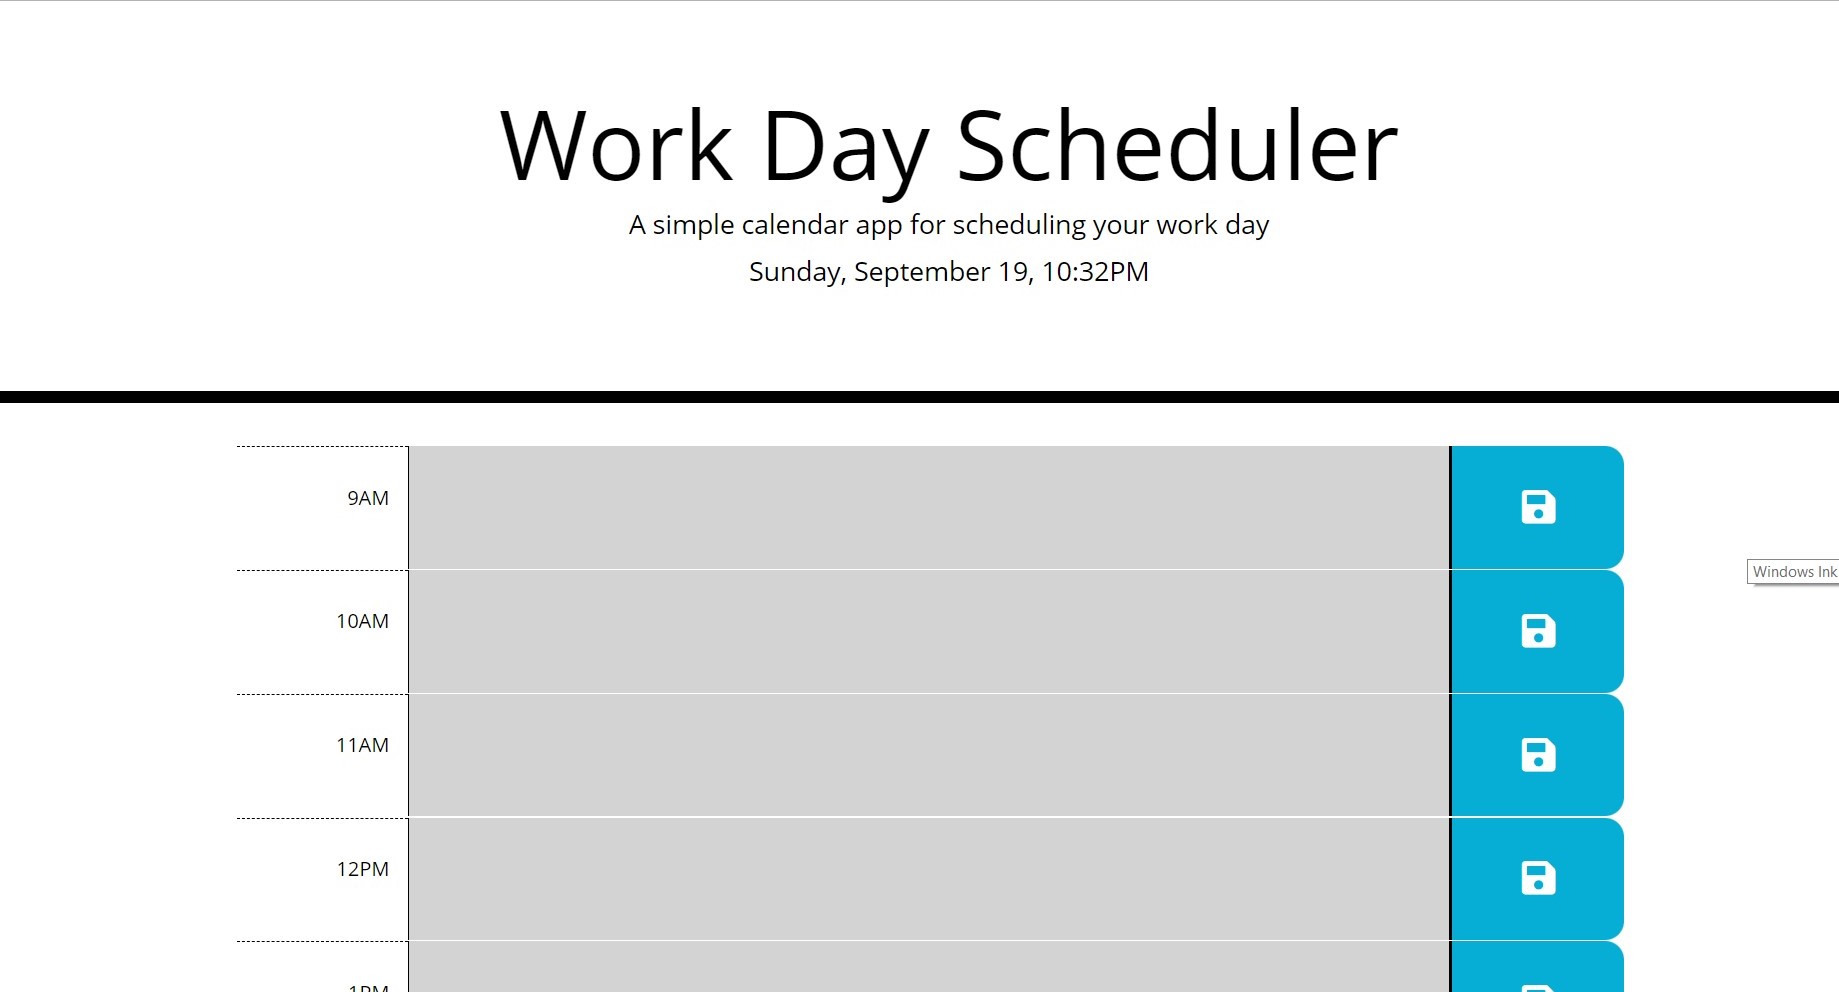 Work Day Scheduler
A simple calendar app for scheduling your work day
Sunday, September 19, 10:32PM
9AM
Windows Ink
10AM
11AM
12PM
1PM